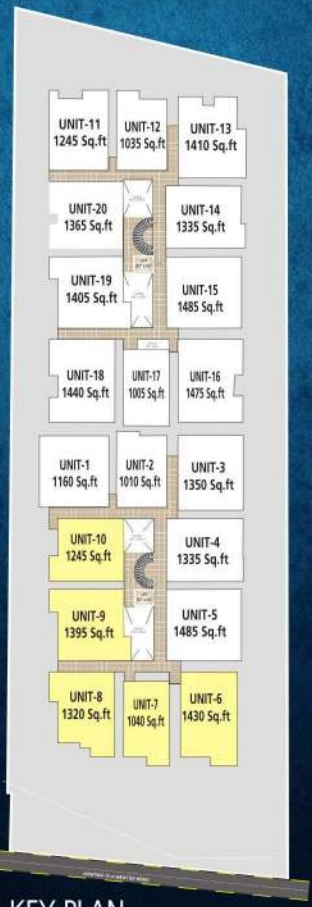 UNIT-11
1245 Sq.ft
UNIT-12
1035 Sq.ft
UNIT-13
1410 Sq.ft
UNIT-20
1365 Sq.ft
UNIT-14
1335 Sq.ft
UNIT-19
1405 Sq.ft
UNIT-15
1485 Sq.ft
UNIT-18
1440 Sq.ft
UNIT-17
1005 Sq.ft
UNIT-16
1475 Sq.ft
UNIT-1
1160 Sq.ft
UNIT-2
1010 Sq.ft
UNIT-3
1350 Sq.ft
UNIT-10
1245 Sq.ft
UNIT-4
1335 Sq.ft
UNIT-9
1395 Sq.ft
UNIT-5
1485 Sq.ft
UNIT-8
1320 Sq.ft
UNIT-7
1040 Sq.ft
UNIT-6
1430 Sq.ft
KEY PLAN